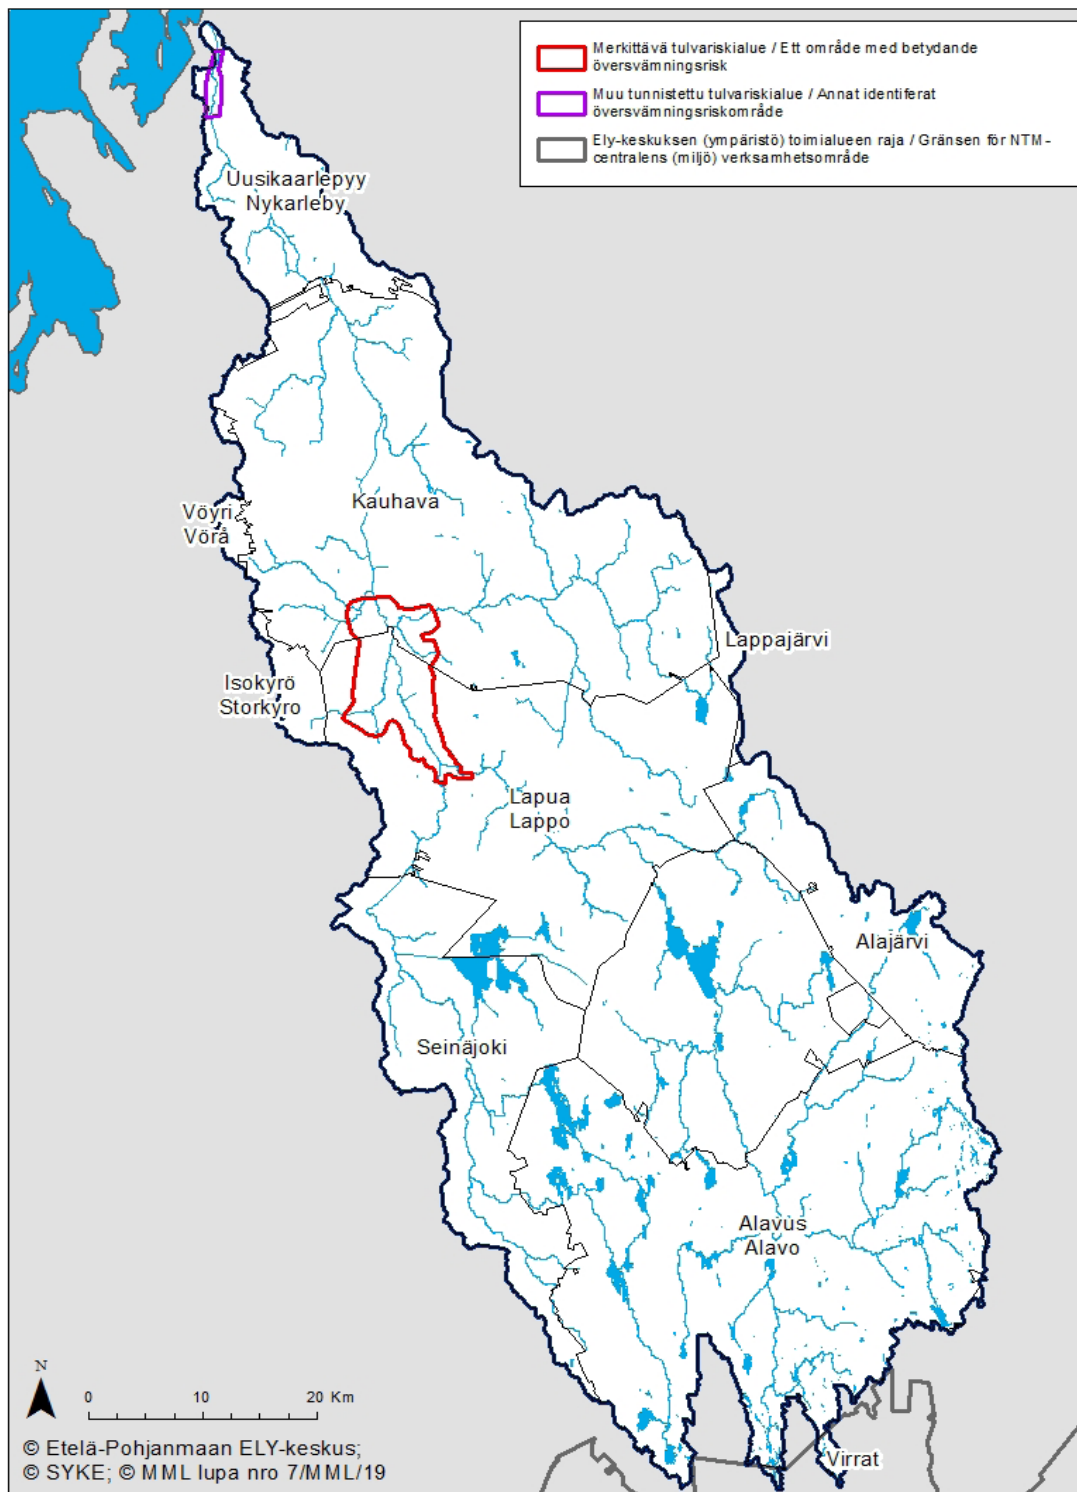 Merkittävä tulvariskialue / Ett område med betydande
översvämningsrisk
Muu tunnistettu tulvariskialue / Annat identiferat
översvämningsriskområde
Ely-keskuksen (ympäristö) toimialueen raja / Gränsen för NTM-
centralens (miljö) verksamhetsområde
Uusikaarlepyy
Nykarleby
Kauhava
Vöyri
Vörå
Lappajärvi
Isokyrö
Storkyro
Lapua
Lappo
Alajärvi
Seinäjoki
Alavus
Alavo
Virrat
N
0 10 20 Km
© Etelä-Pohjanmaan ELY-keskus;
© SYKE; © MML lupa nro 7/MML/19